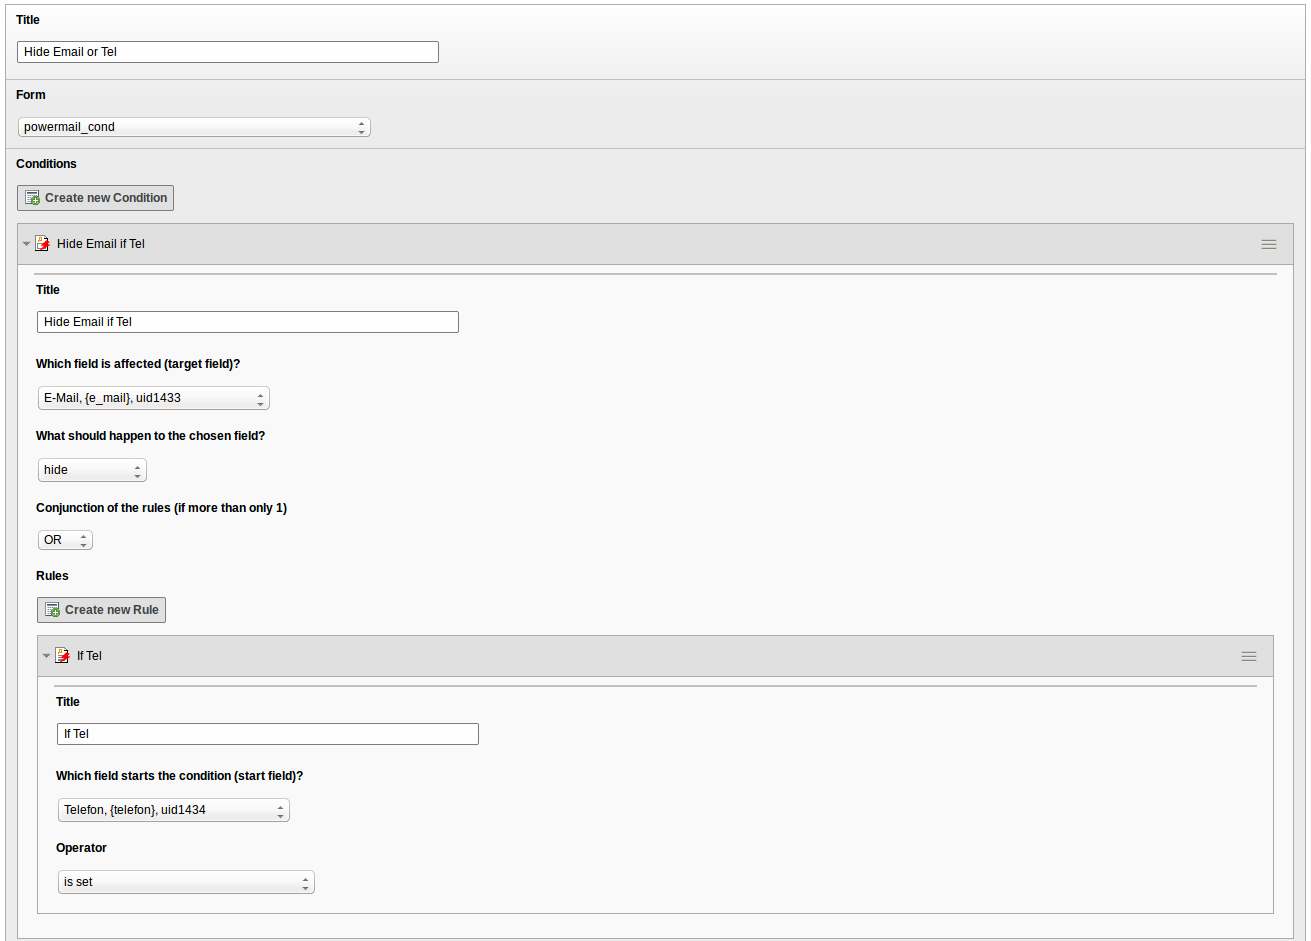 Title
Hide Email or Tel
Form
powermail_cond
Conditions
Create new Condition
Hide Email if Tel
Title
Hide Email if Tel
Which field is affected (target field)?
E-Mail, {e_mail}, uid1433
What should happen to the chosen field?
hide
Conjunction of the rules (if more than only 1)
OR
Rules
Create new Rule
If Tel
Title
If Tel
Which field starts the condition (start field)?
Telefon, {telefon}, uid1434
Operator
is set